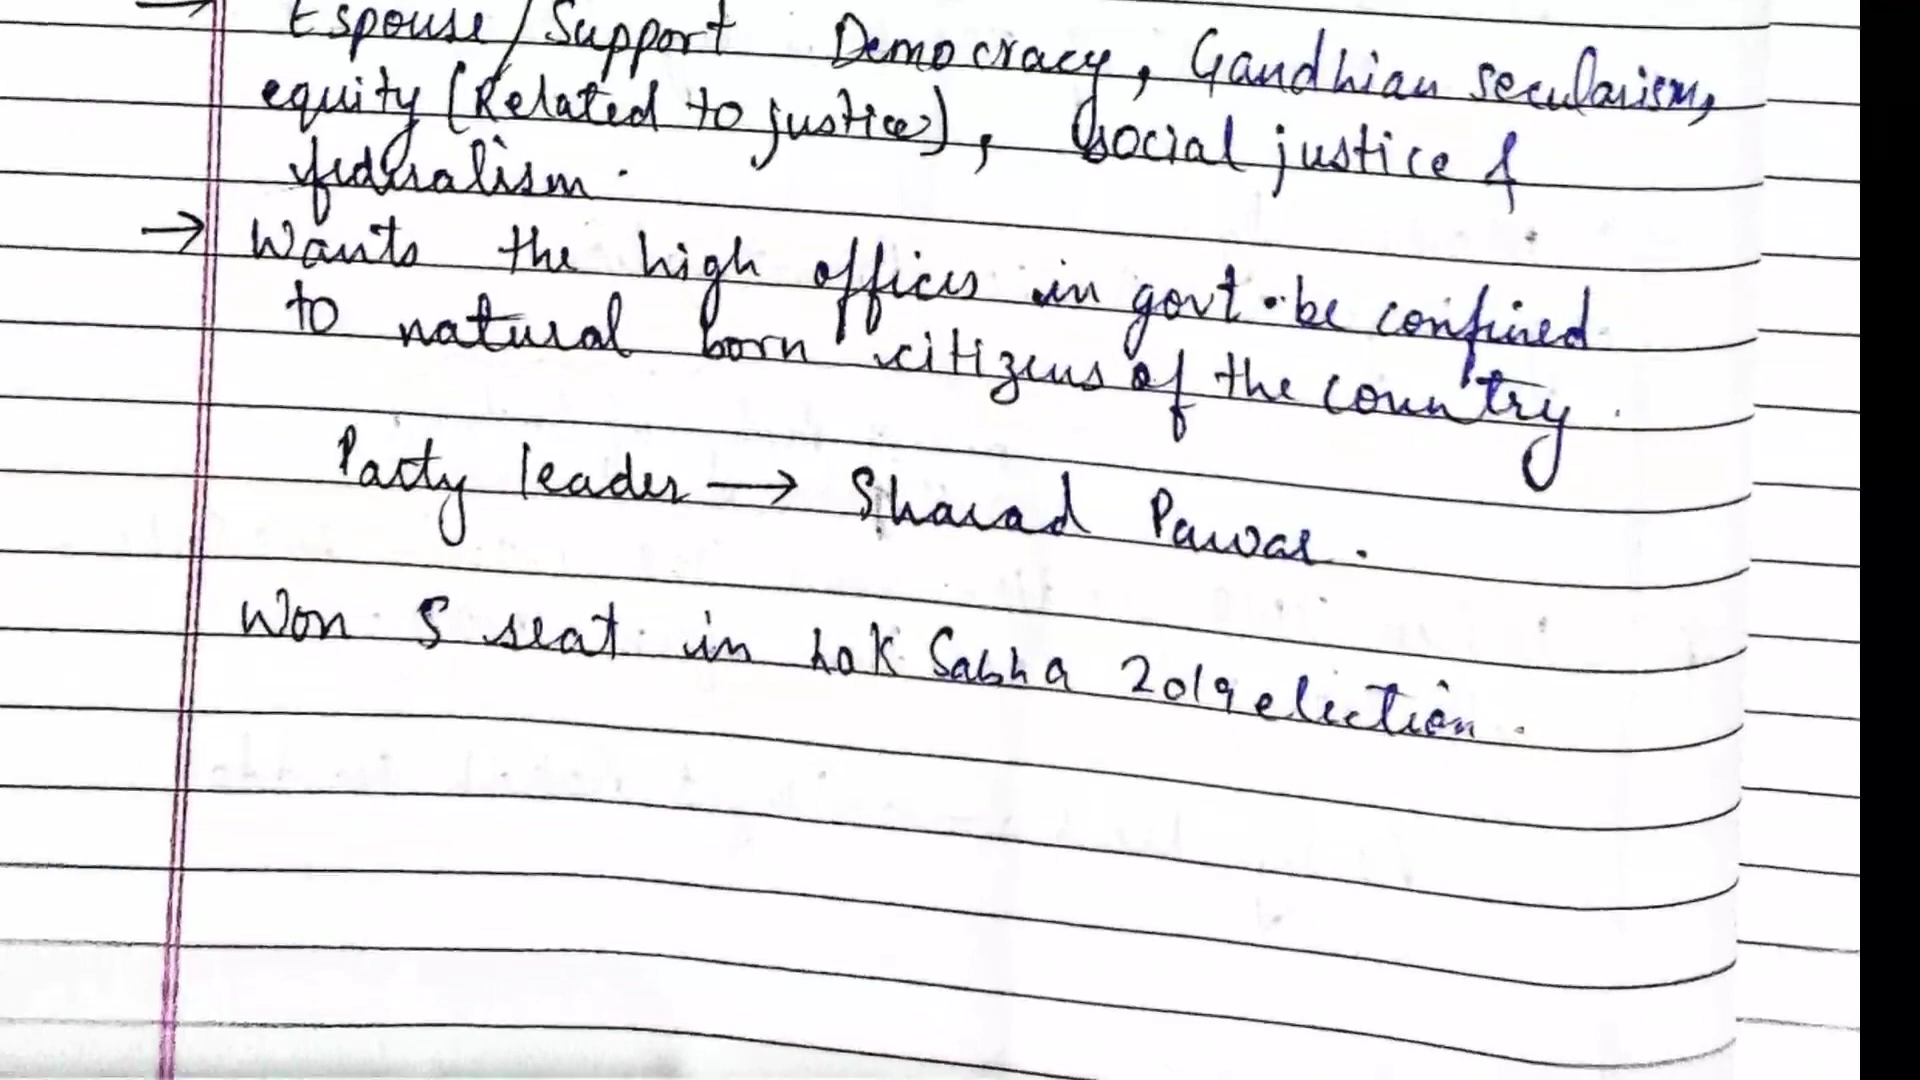 → Espouse/Support Democracy, Gandhian secularism,
equity (Related to justice), social justice &
federalism.
→ Wants the high offices in govt. be confined
to natural born citizens of the country.
Party leader → Sharad Pawar.
Won 5 seat in Lok Sabha 2019 election.